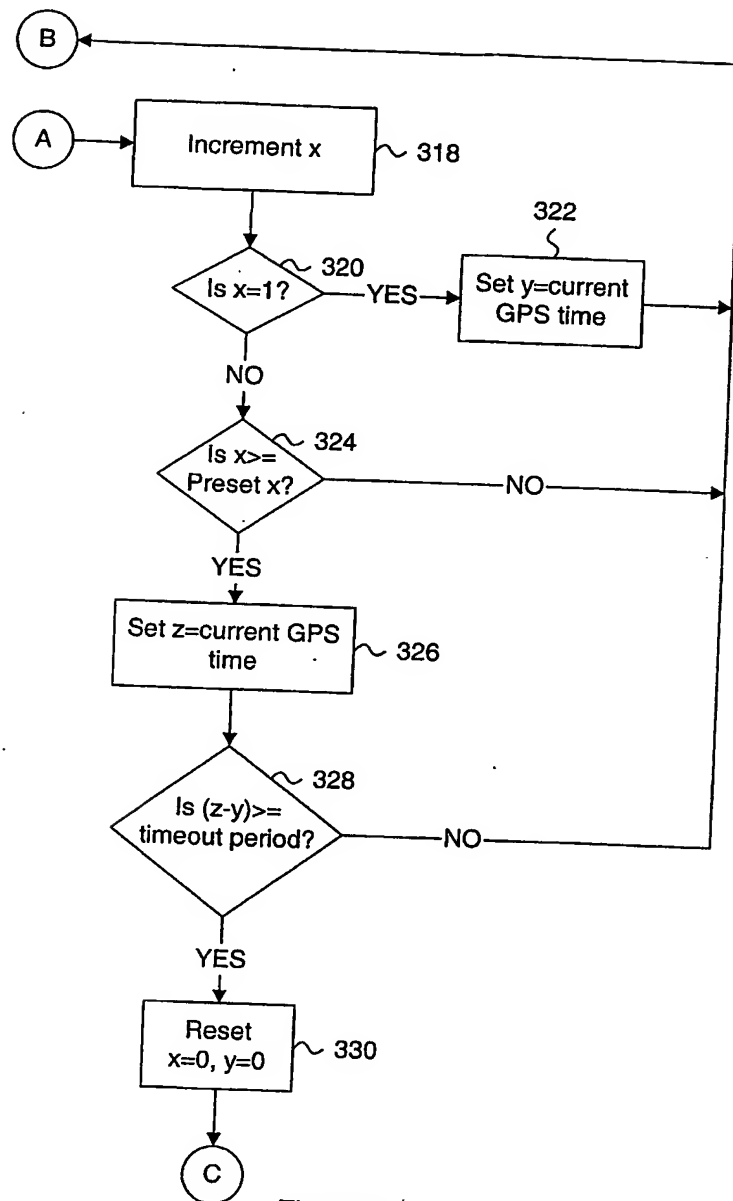 B
A
Increment x
318
322
320
Is x=1?
YES
Set y=current
GPS time
NO
324
Is x>=
Preset x?
NO
YES
Set z=current GPS
time
326
328
Is (z-y)>=
timeout period?
NO
YES
Reset
x=0, y=0
330
C